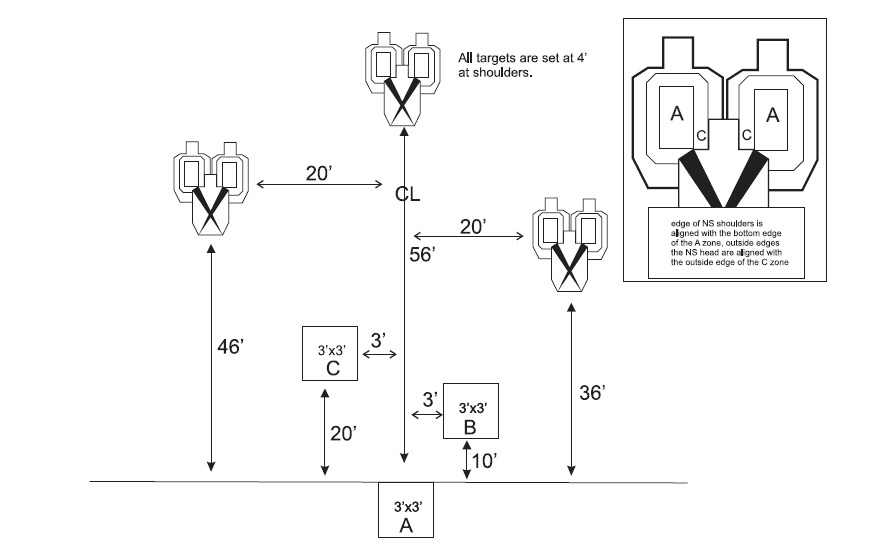 All targets are set at 4'
at shoulders.
A
A
C
C
20'
CL
20'
56'
edge of NS shoulders is
aligned with the bottom edge
of the A zone, outside edges
the NS head are aligned with
the outside edge of the C zone
46'
3'x3'
C
3'
3'
3'x3'
B
36'
20'
10'
3'x3'
A